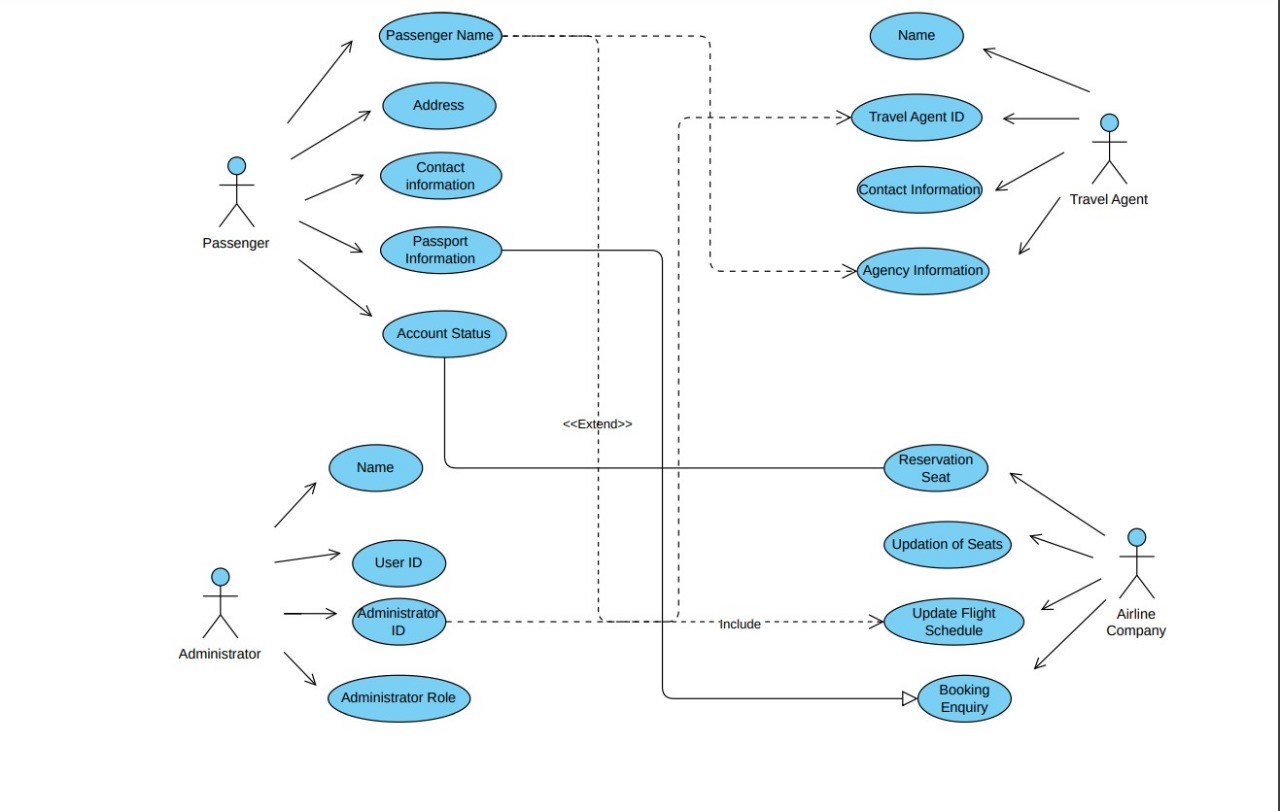 Passenger Name
Address
Contact
information
Passport
Information
Account Status
Passenger
Name
Travel Agent ID
Contact Information
Agency Information
Travel Agent
<<Extend>>
Name
User ID
Administrator
ID
Administrator Role
Administrator
Include
Reservation
Seat
Updation of Seats
Update Flight
Schedule
Booking
Enquiry
Airline
Company